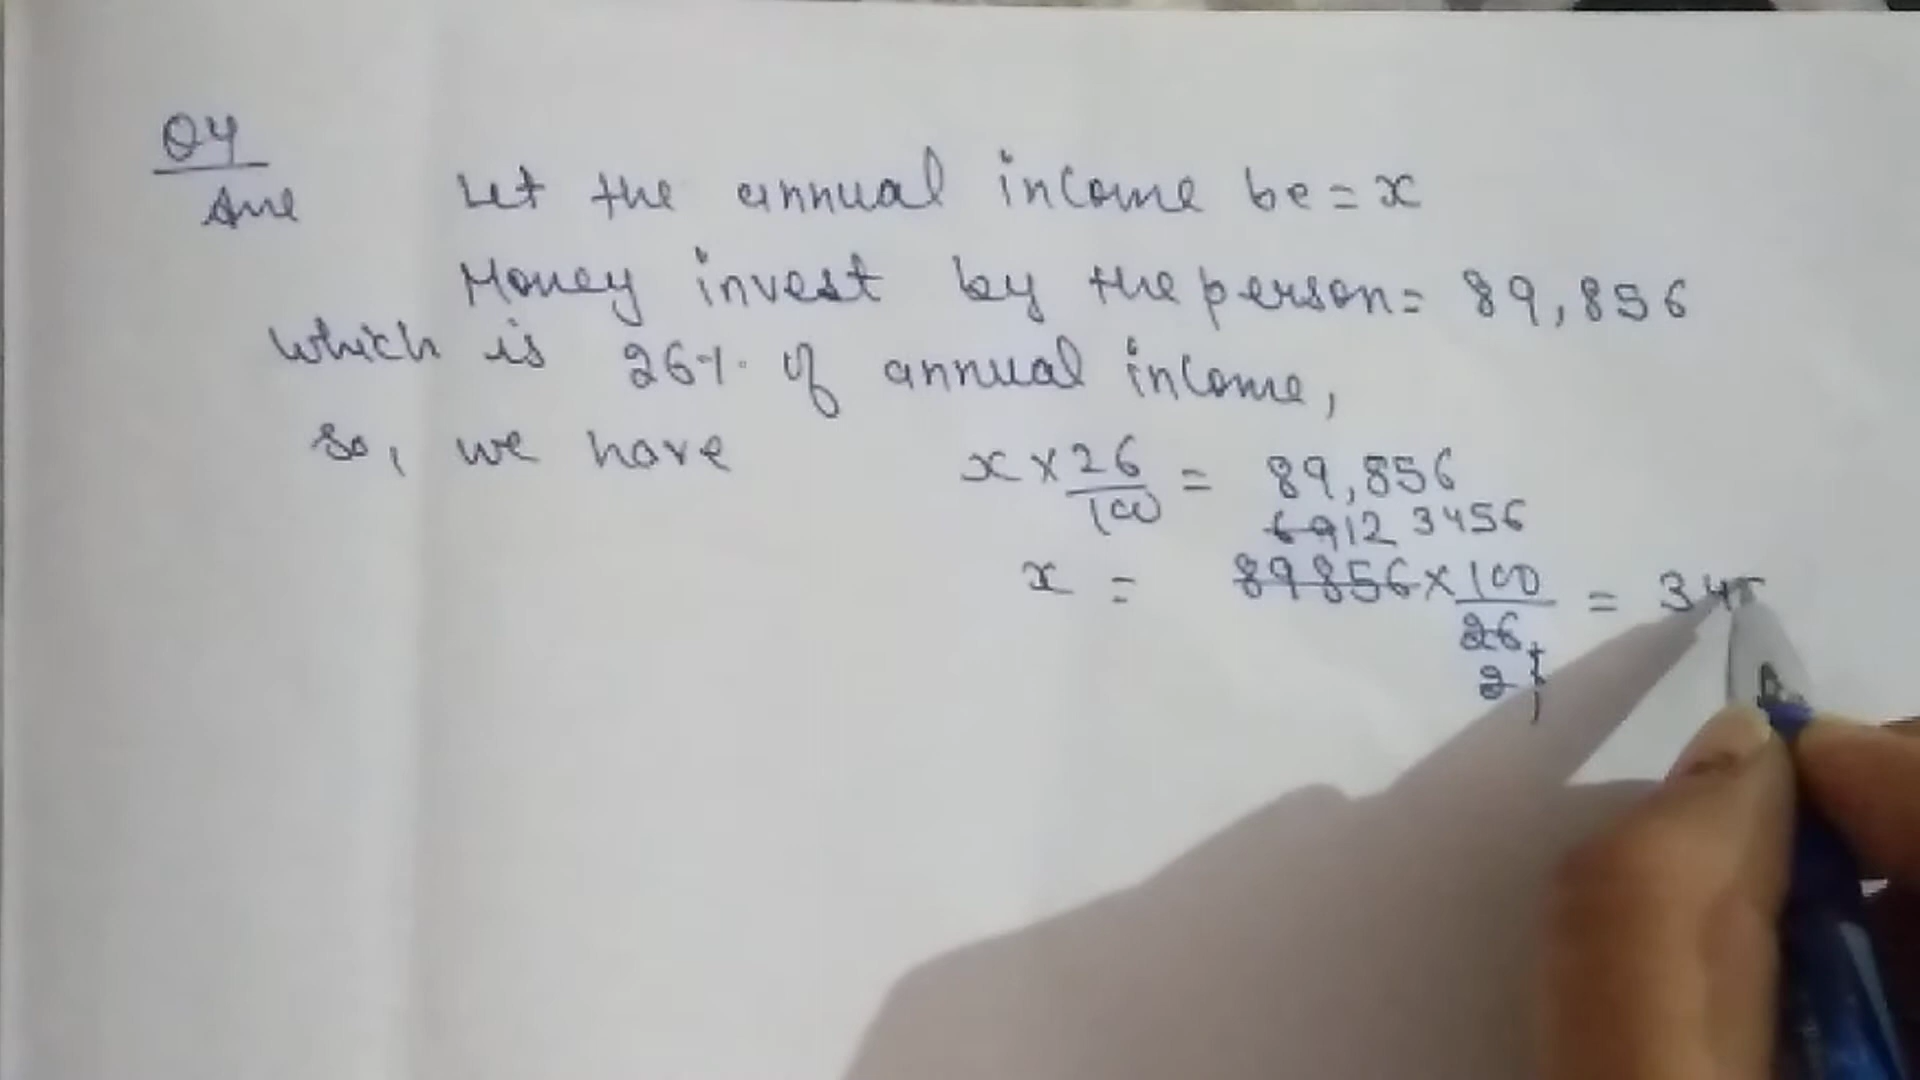 Q4
Ans Let the annual income be = x
Money invest by the person = 89,856
which is 26% of annual income,
so, we have x × 26/100 = 89,856
6912 3456
x = 89856 × 100/26 = 345
2